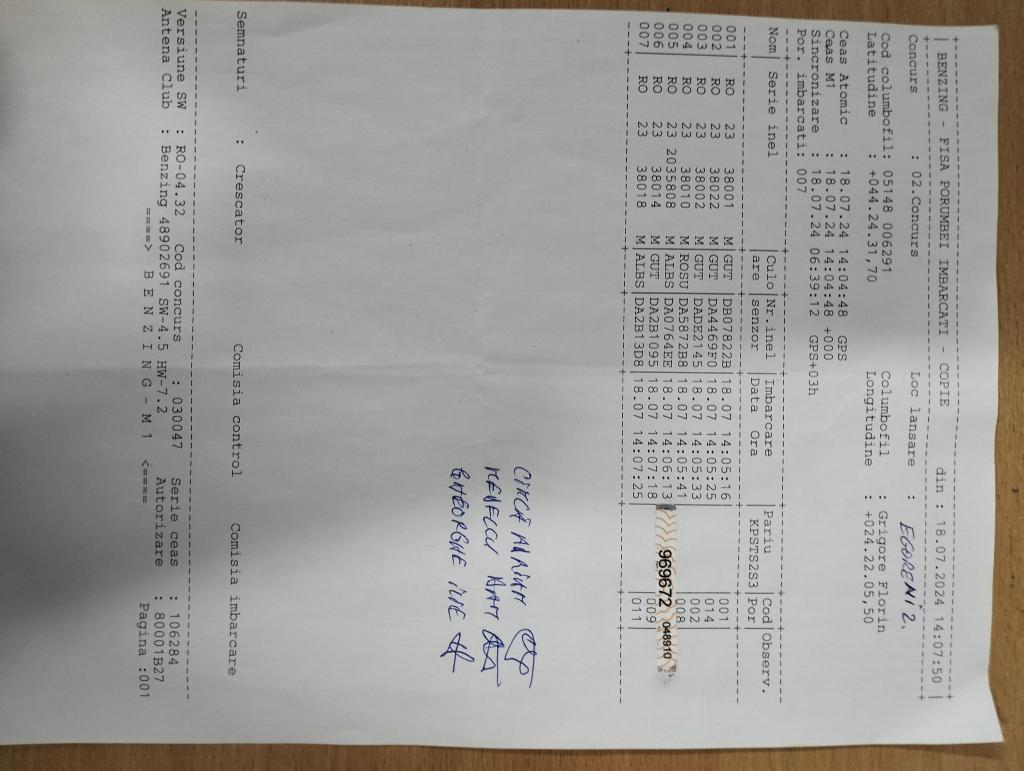 | BENZING - FISA PORUMBEI IMBARCATI - COPIE din : 18.07.2024 14:07:50 |
Concurs : 02.Concurs Loc lansare : EGORENI 2.
Cod columbofil: 05148 006291 Columbofil : Grigore Florin
Latitudine : +044.24.31,70 Longitudine : +024.22.05,50
Ceas Atomic : 18.07.24 14:04:48 GPS
Ceas M1 : 18.07.24 14:04:48 +000
Sincronizare : 18.07.24 06:39:12 GPS+03h
Por. imbarcati: 007
Nom| Serie inel |Culo|Nr.inel |Imbarcare |Pariu |Cod|Observ.
|are |senzor |Data Ora |KPSTS2S3|Por|
001| RO 23 38001 M|GUT |DB07822B|18.07 14:05:16| |001|
002| RO 23 38022 M|GUT |DA4469F0|18.07 14:05:25| |014|
003| RO 23 38002 M|GUT |DADE2145|18.07 14:05:33| |002|
004| RO 23 38010 M|ROSU|DA5872B8|18.07 14:05:41| |008|
005| RO 23 2035808 M|ALBS|DA0764EE|18.07 14:06:13|
969672 048910
006| RO 23 38014 M|GUT |DA2B1095|18.07 14:07:18| |009|
007| RO 23 38018 M|ALBS|DA2B13D8|18.07 14:07:25| |011|
GHEORGHE ILIE
Semnaturi : Crescator Comisia control Comisia imbarcare
Versiune SW : RO-04.32 Cod concurs : 030047 Serie ceas : 106284
Antena Club : Benzing 48902691 SW-4.5 HW-7.2 Autorizare : 80001B27
====> B E N Z I N G - M 1 <==== Pagina :001